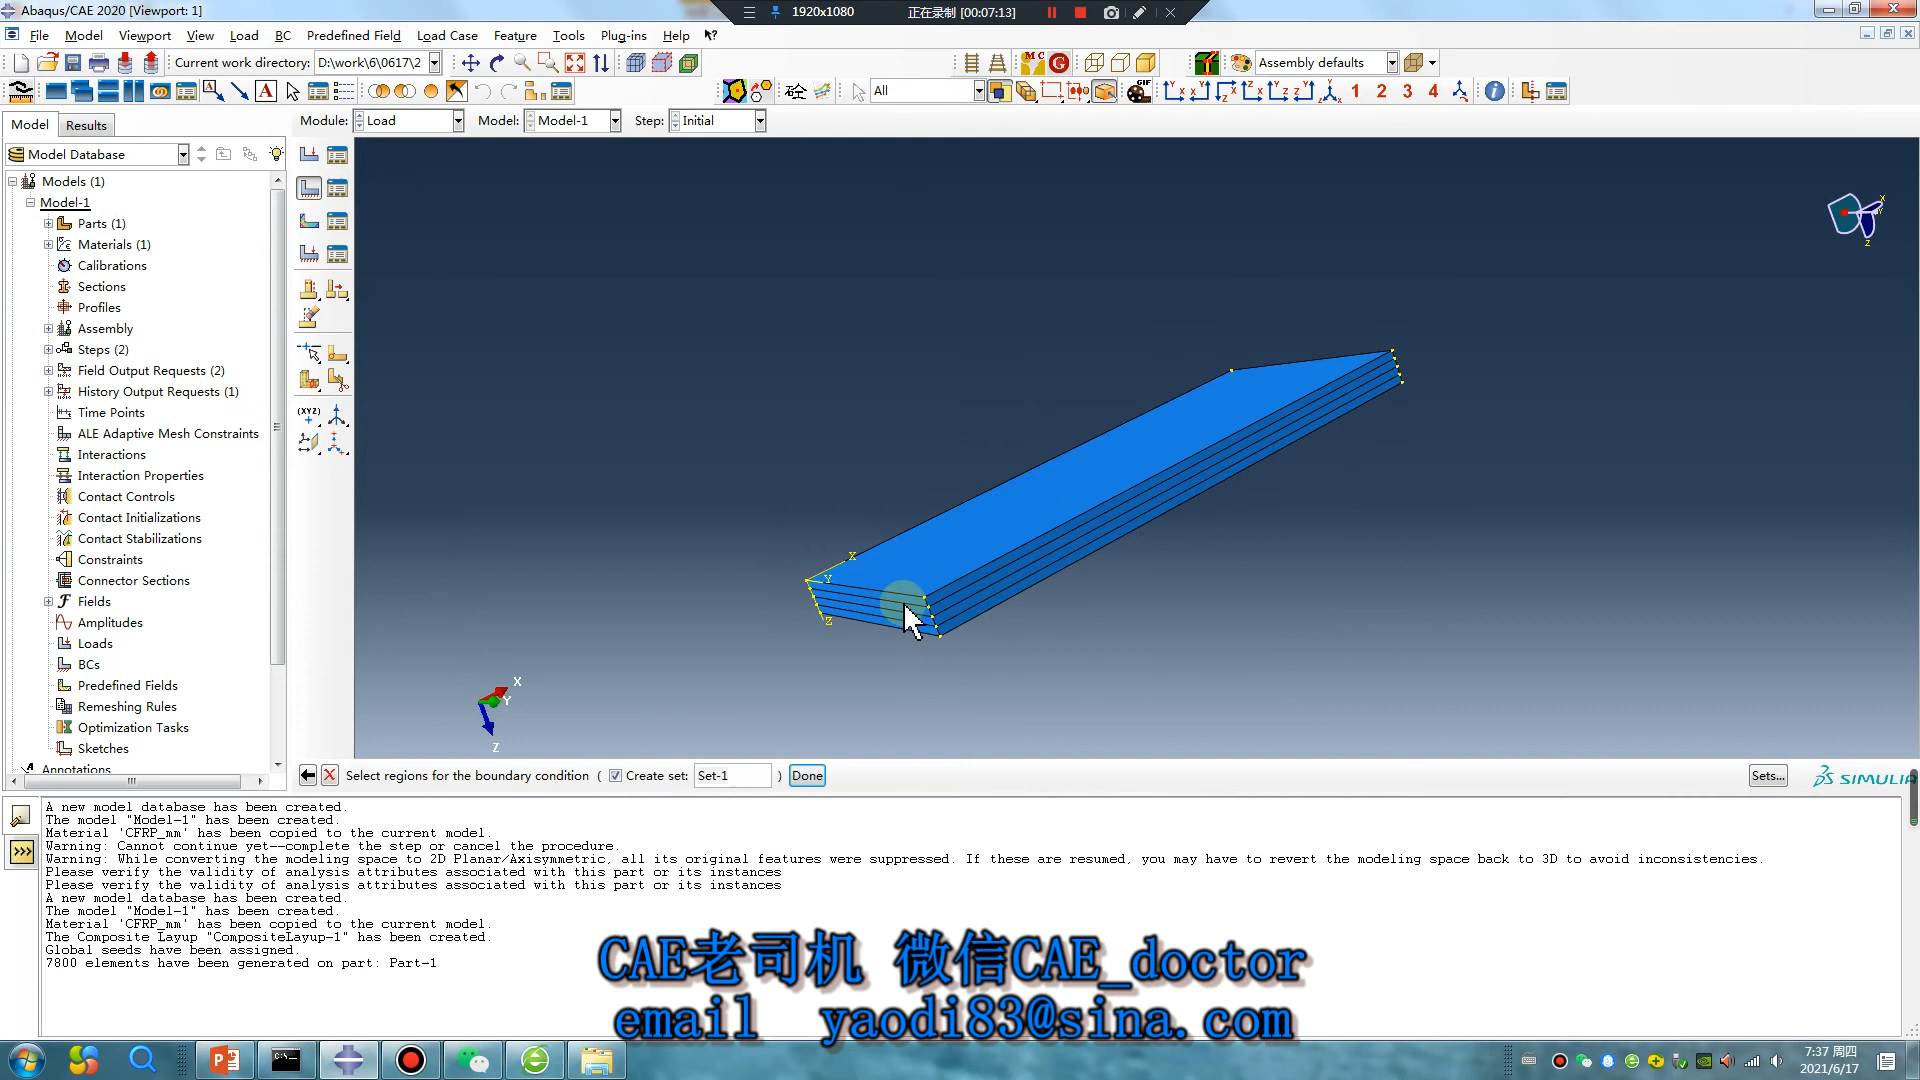 Abaqus/CAE 2020 [Viewport: 1]
1920x1080
正在录制 [00:07:13]
File Model Viewport View Load BC Predefined Field Load Case Feature Tools Plug-ins Help
Current work directory: D:\work\6\0617\2
Assembly defaults
All
1 2 3 4
Model Results
Module: Load Model: Model-1 Step: Initial
Model Database
Models (1)
Model-1
Parts (1)
Materials (1)
Calibrations
Sections
Profiles
Assembly
Steps (2)
Field Output Requests (2)
History Output Requests (1)
Time Points
ALE Adaptive Mesh Constraints
Interactions
Interaction Properties
Contact Controls
Contact Initializations
Contact Stabilizations
Constraints
Connector Sections
Fields
Amplitudes
Loads
BCs
Predefined Fields
Remeshing Rules
Optimization Tasks
Sketches
Annotations
X
Y
Z
X
Y
Z
X
Y
Z
Select regions for the boundary condition ( Create set: Set-1 ) Done
Sets...
SIMULIA
A new model database has been created.
The model "Model-1" has been created.
Material 'CFRP_mm' has been copied to the current model.
Warning: Cannot continue yet--complete the step or cancel the procedure.
Warning: While converting the modeling space to 2D Planar/Axisymmetric, all its original features were suppressed. If these are resumed, you may have to revert the modeling space back to 3D to avoid inconsistencies.
Please verify the validity of analysis attributes associated with this part or its instances
Please verify the validity of analysis attributes associated with this part or its instances
A new model database has been created.
The model "Model-1" has been created.
Material 'CFRP_mm' has been copied to the current model.
The Composite Layup "CompositeLayup-1" has been created.
Global seeds have been assigned.
7800 elements have been generated on part: Part-1
CAE老司机 微信CAE_doctor
email yaodi83@sina.com
7:37 周四
2021/6/17